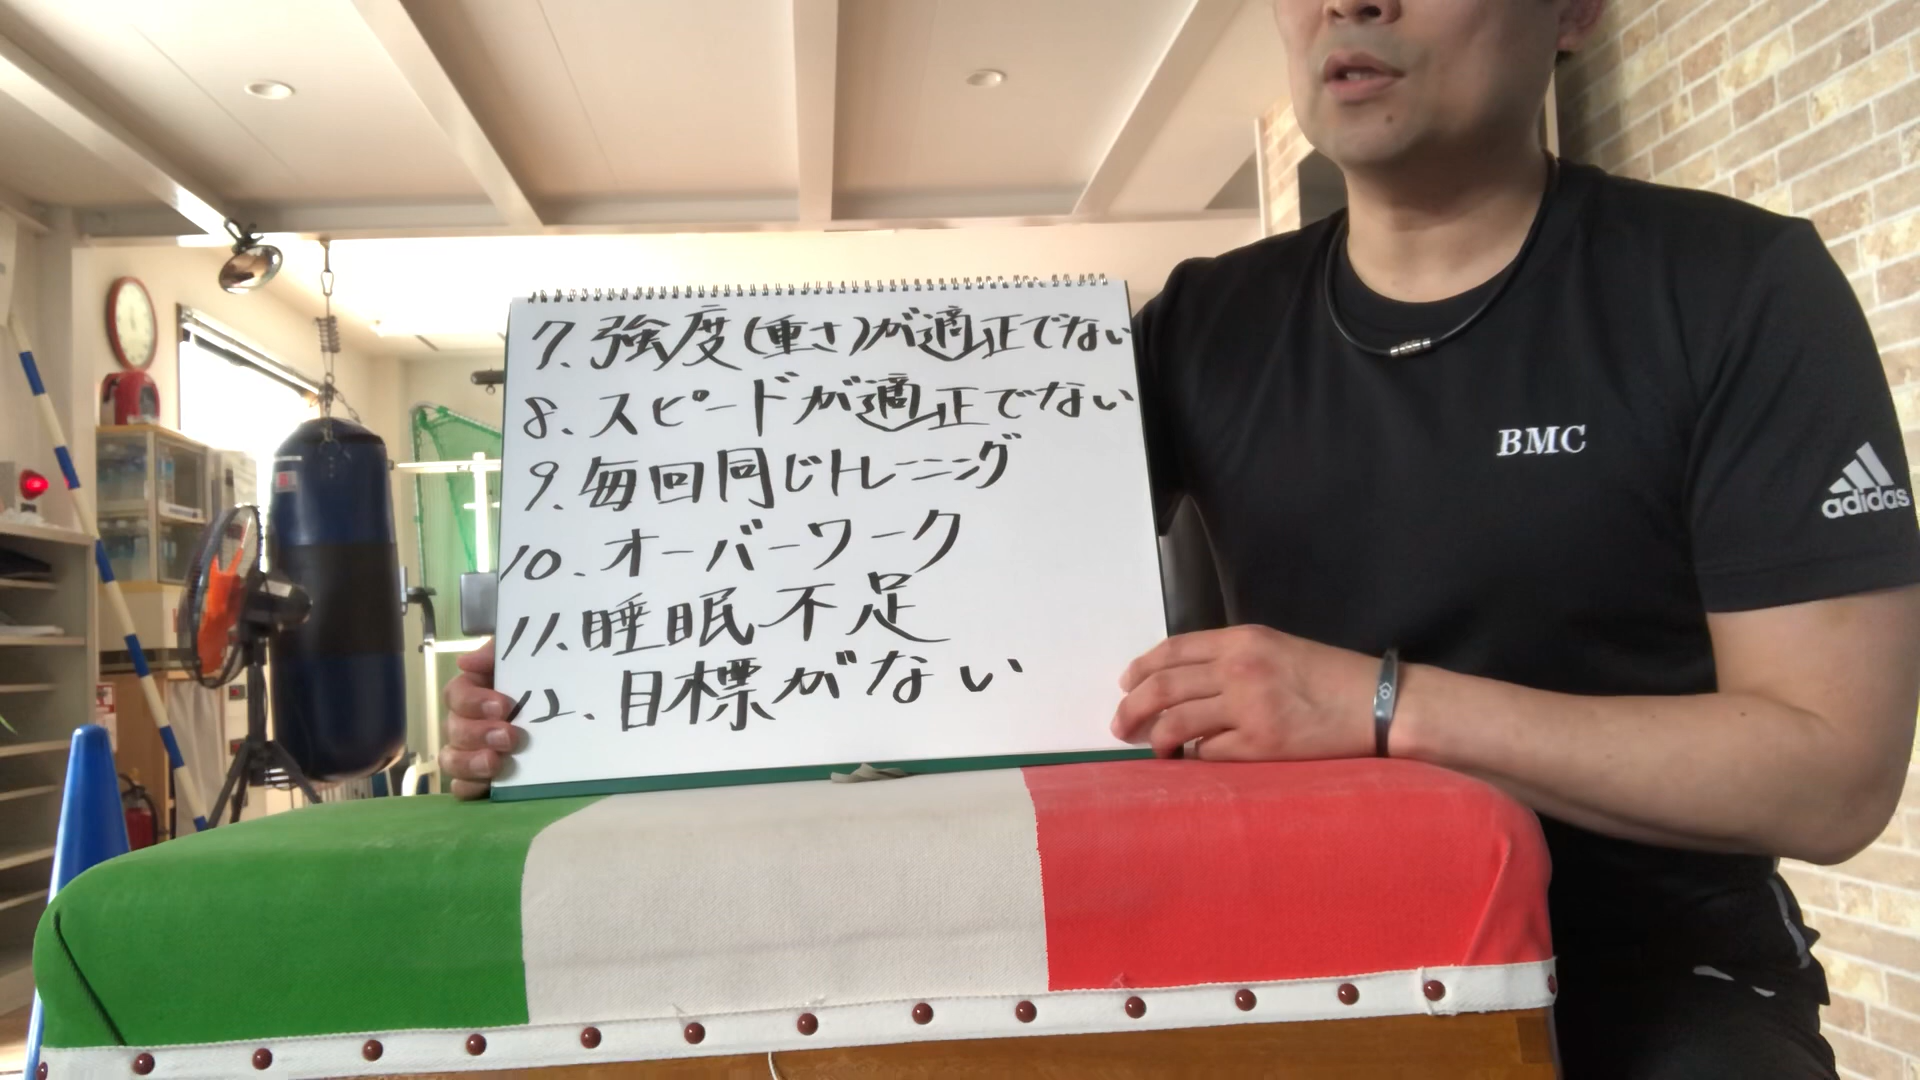 7、強度(重さ)が適正でない
8、スピードが適正でない
9、毎回同じトレーニング
10、オーバーワーク
11、睡眠不足
12、目標がない
BMC
adidas